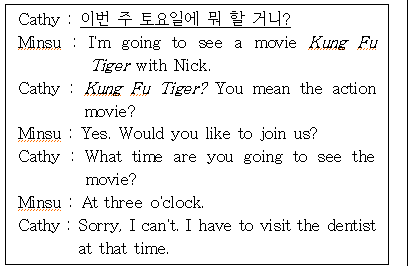 Cathy : 이번 주 토요일에 뭐 할 거니?
Minsu : I'm going to see a movie Kung Fu
Tiger with Nick.
Cathy : Kung Fu Tiger? You mean the action
movie?
Minsu : Yes. Would you like to join us?
Cathy : What time are you going to see the
movie?
Minsu : At three o'clock.
Cathy : Sorry, I can't. I have to visit the dentist
at that time.